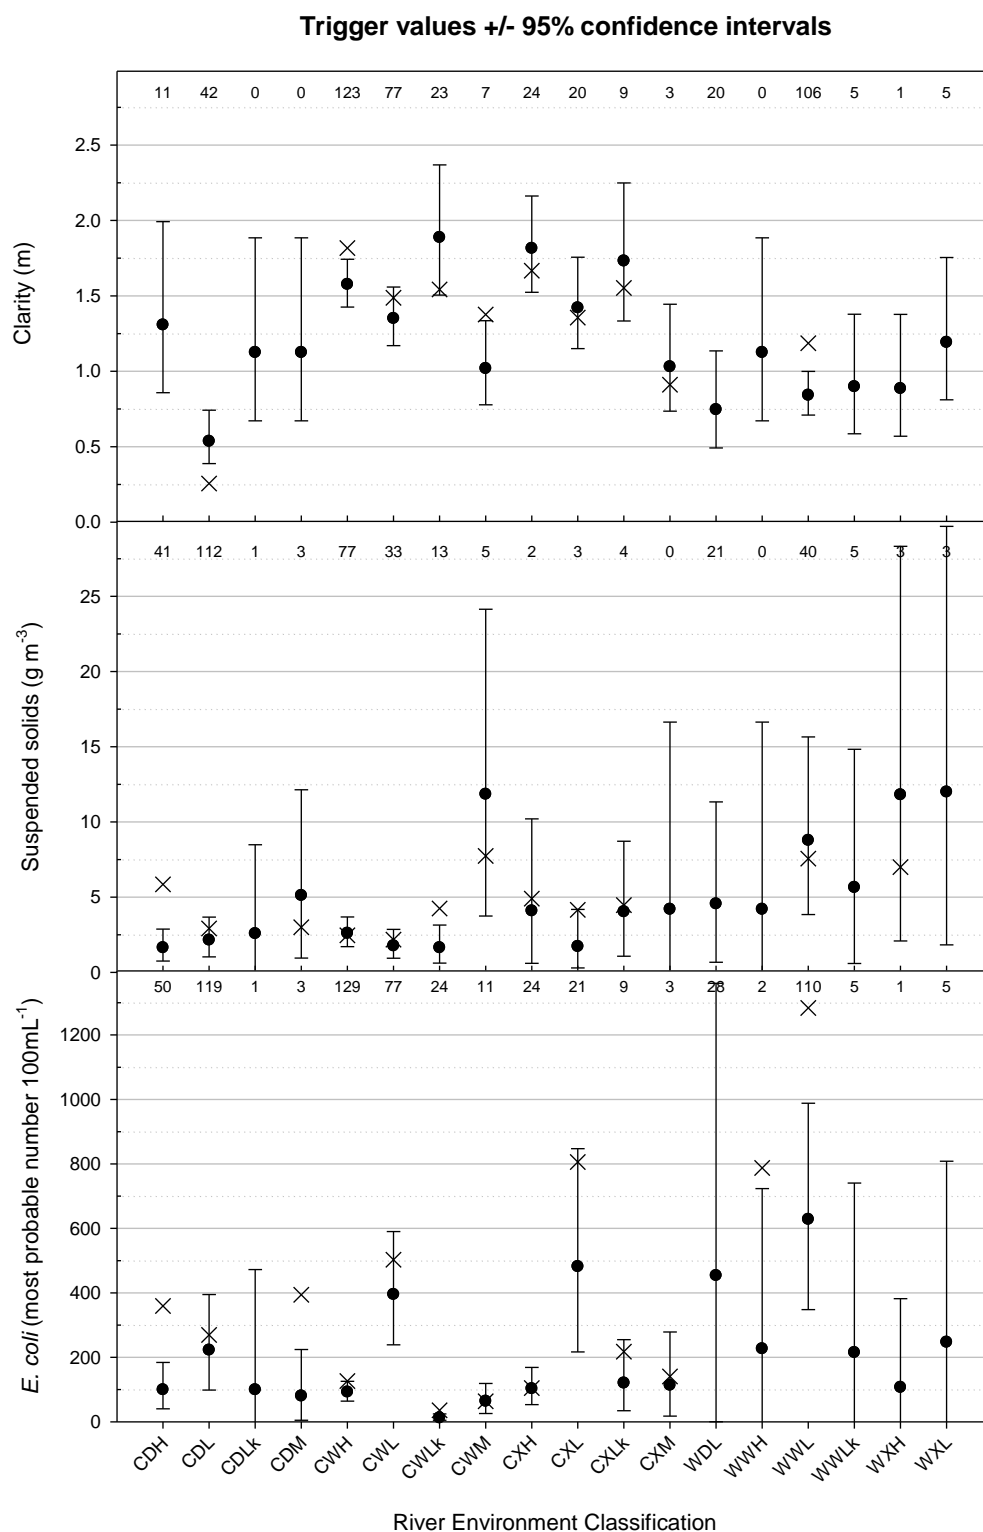 Trigger values +/- 95% confidence intervals
11 42 0 0 123 77 23 7 24 20 9 3 20 0 106 5 1 5
2.5
2.0
1.5
1.0
0.5
0.0
Clarity (m)
41 112 1 3 77 33 13 5 2 3 4 0 21 0 40 5 3 3
25
20
15
10
5
0
Suspended solids (g m⁻³)
50 119 1 3 129 77 24 11 24 21 9 3 28 2 110 5 1 5
1200
1000
800
600
400
200
0
E. coli (most probable number 100mL⁻¹)
CDH CDL CDLk CDM CWH CWL CWLk CWM CXH CXL CXLk CXM WDL WWH WWL WWLk WXH WXL
River Environment Classification